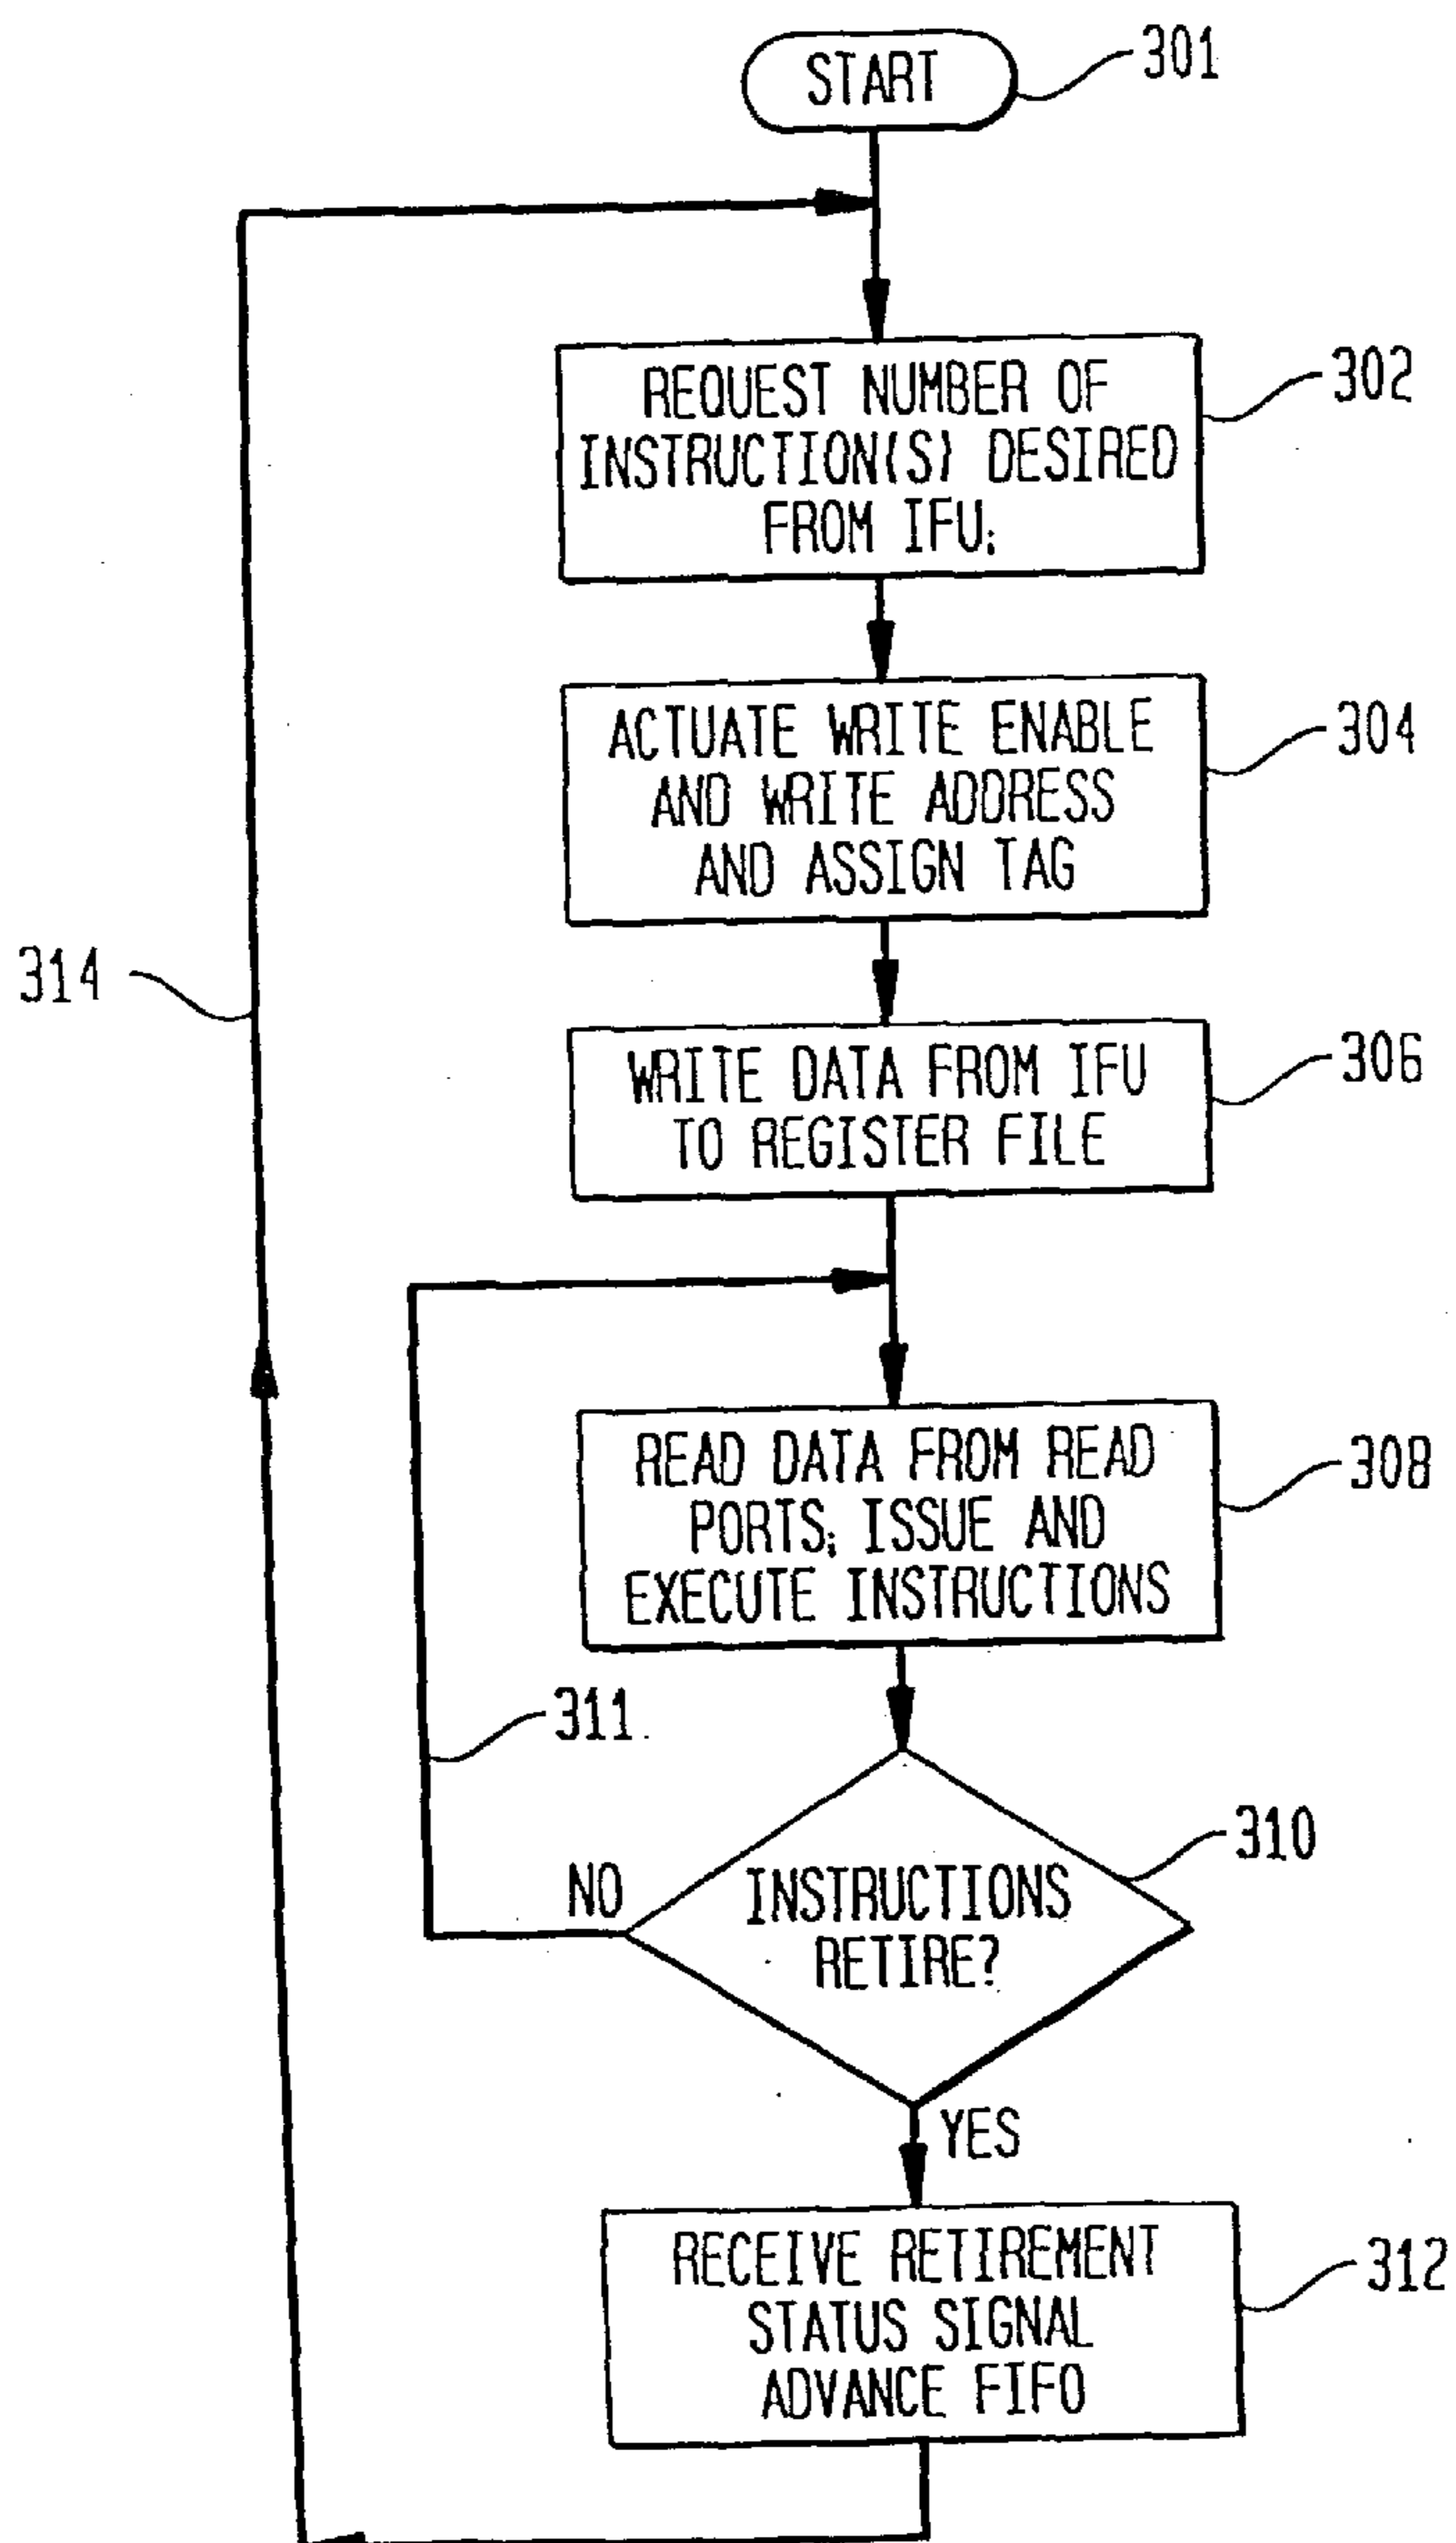 START
301
REQUEST NUMBER OF
INSTRUCTION(S) DESIRED
FROM IFU;
302
ACTUATE WRITE ENABLE
AND WRITE ADDRESS
AND ASSIGN TAG
304
314
WRITE DATA FROM IFU
TO REGISTER FILE
306
READ DATA FROM READ
PORTS; ISSUE AND
EXECUTE INSTRUCTIONS
308
311
INSTRUCTIONS
RETIRE?
310
NO
YES
RECEIVE RETIREMENT
STATUS SIGNAL
ADVANCE FIFO
312